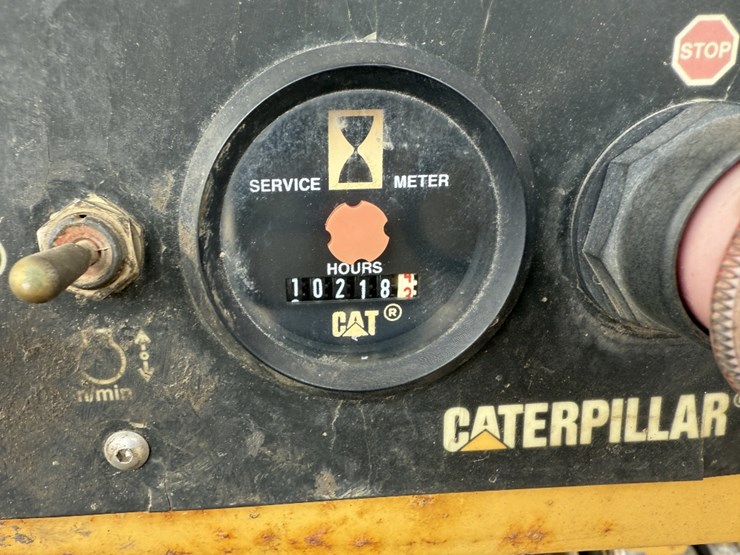 STOP
SERVICE METER
HOURS
10218
CAT ®
n/min
CATERPILLAR®